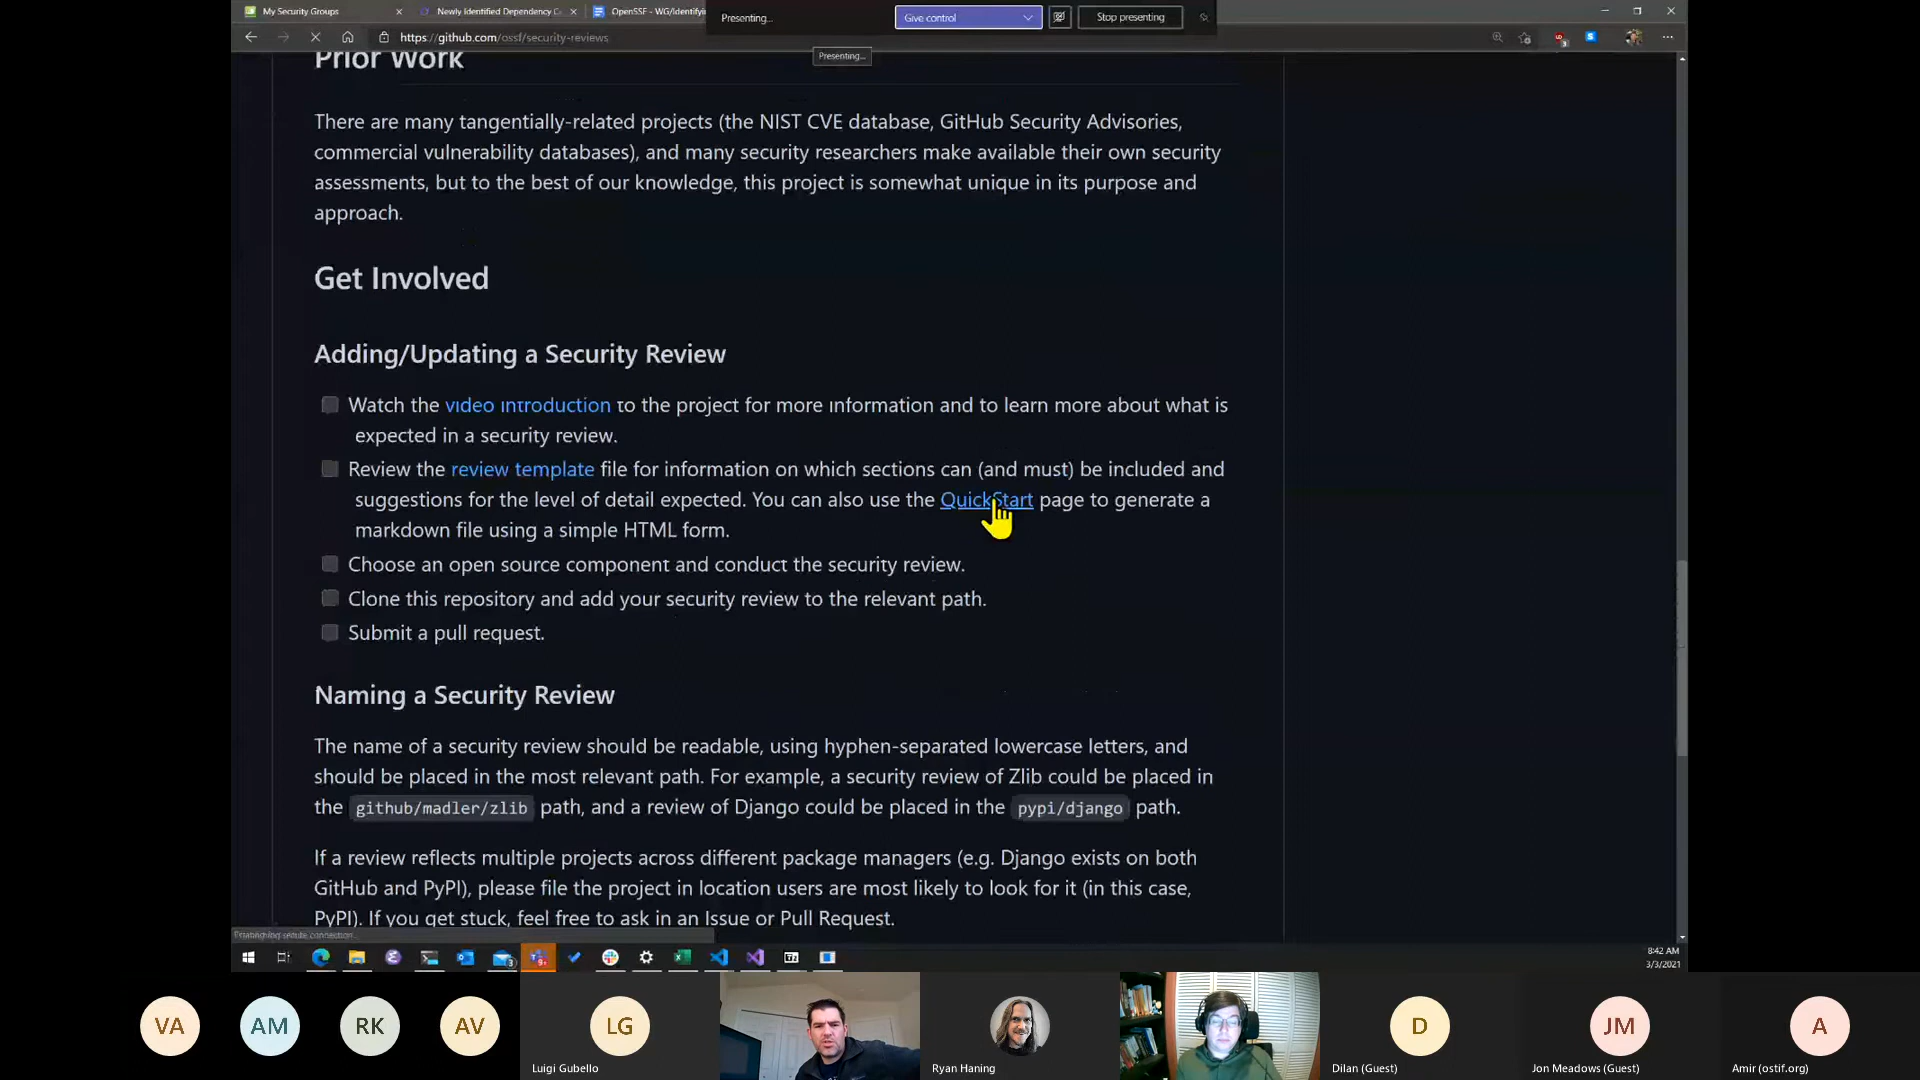 My Security Groups
Newly Identified Dependency C
OpenSSF - WG/Identifyi
Presenting...
Give control
Stop presenting
https://github.com/ossf/security-reviews
Presenting...
Prior Work
There are many tangentially-related projects (the NIST CVE database, GitHub Security Advisories,
commercial vulnerability databases), and many security researchers make available their own security
assessments, but to the best of our knowledge, this project is somewhat unique in its purpose and
approach.
Get Involved
Adding/Updating a Security Review
Watch the video introduction to the project for more information and to learn more about what is
expected in a security review.
Review the review template file for information on which sections can (and must) be included and
suggestions for the level of detail expected. You can also use the QuickStart page to generate a
markdown file using a simple HTML form.
Choose an open source component and conduct the security review.
Clone this repository and add your security review to the relevant path.
Submit a pull request.
Naming a Security Review
The name of a security review should be readable, using hyphen-separated lowercase letters, and
should be placed in the most relevant path. For example, a security review of Zlib could be placed in
the github/madler/zlib path, and a review of Django could be placed in the pypi/django path.
If a review reflects multiple projects across different package managers (e.g. Django exists on both
GitHub and PyPI), please file the project in location users are most likely to look for it (in this case,
PyPI). If you get stuck, feel free to ask in an Issue or Pull Request.
8:42 AM
3/3/2021
VA
AM
RK
AV
LG
D
JM
A
Luigi Gubello
Ryan Haning
Dilan (Guest)
Jon Meadows (Guest)
Amir (ostif.org)